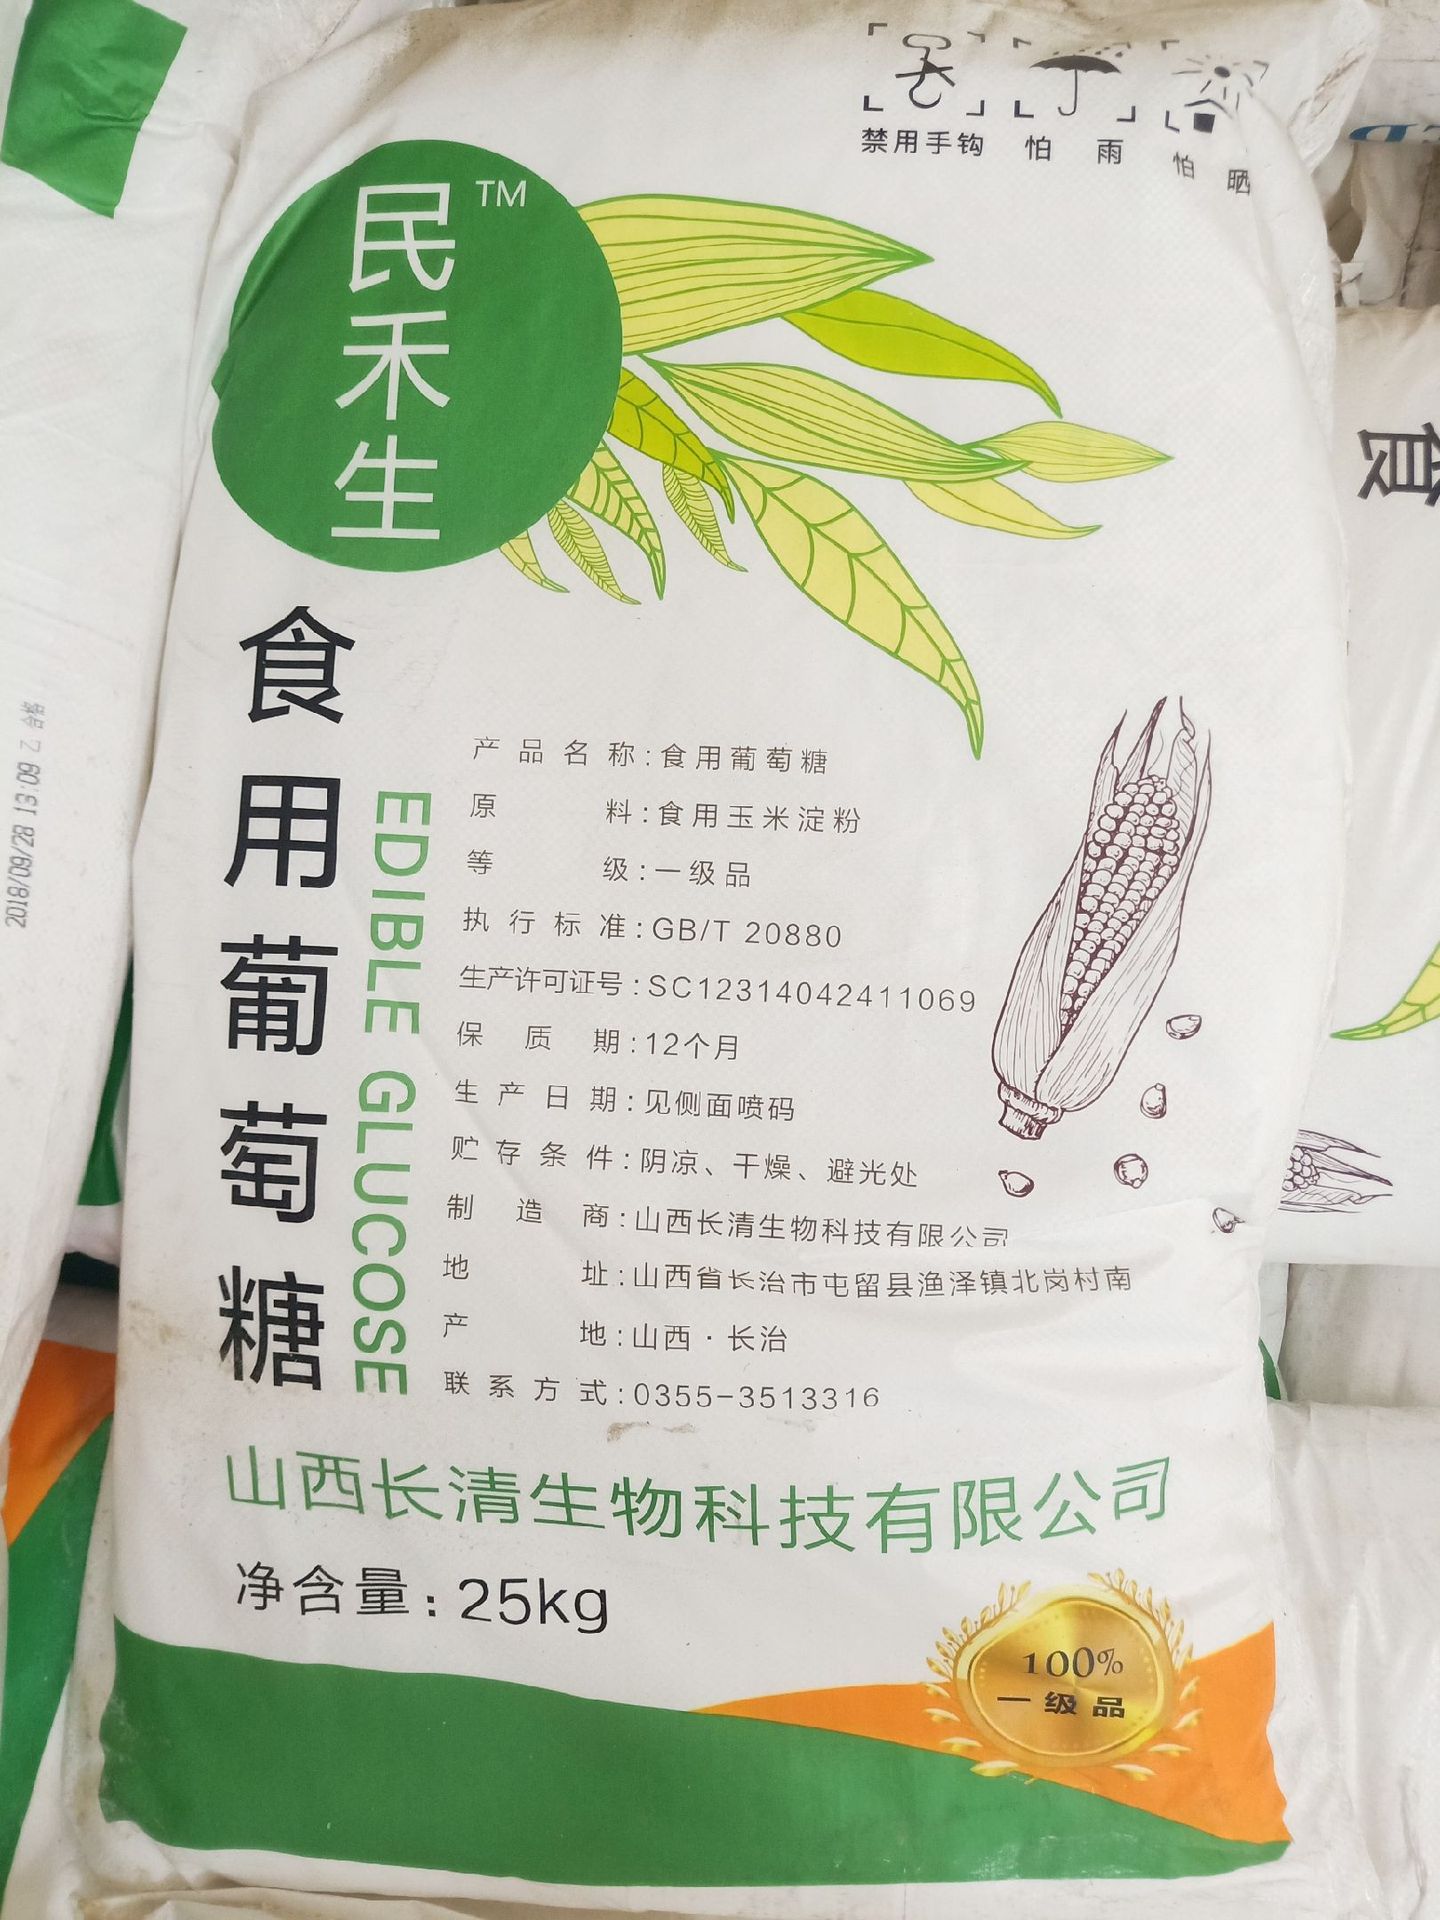 禁用手钩 怕雨 怕晒
民禾生 TM
食用葡萄糖
EDIBLE GLUCOSE
产品名称:食用葡萄糖
原料:食用玉米淀粉
等级:一级品
执行标准:GB/T 20880
生产许可证号:SC12314042411069
保质期:12个月
生产日期:见侧面喷码
贮存条件:阴凉、干燥、避光处
制造商:山西长清生物科技有限公司
地址:山西省长治市屯留县渔泽镇北岗村南
产地:山西·长治
联系方式:0355-3513316
山西长清生物科技有限公司
净含量:25kg
100%
一级品
2018/09/28 13:09 乙 合格
食